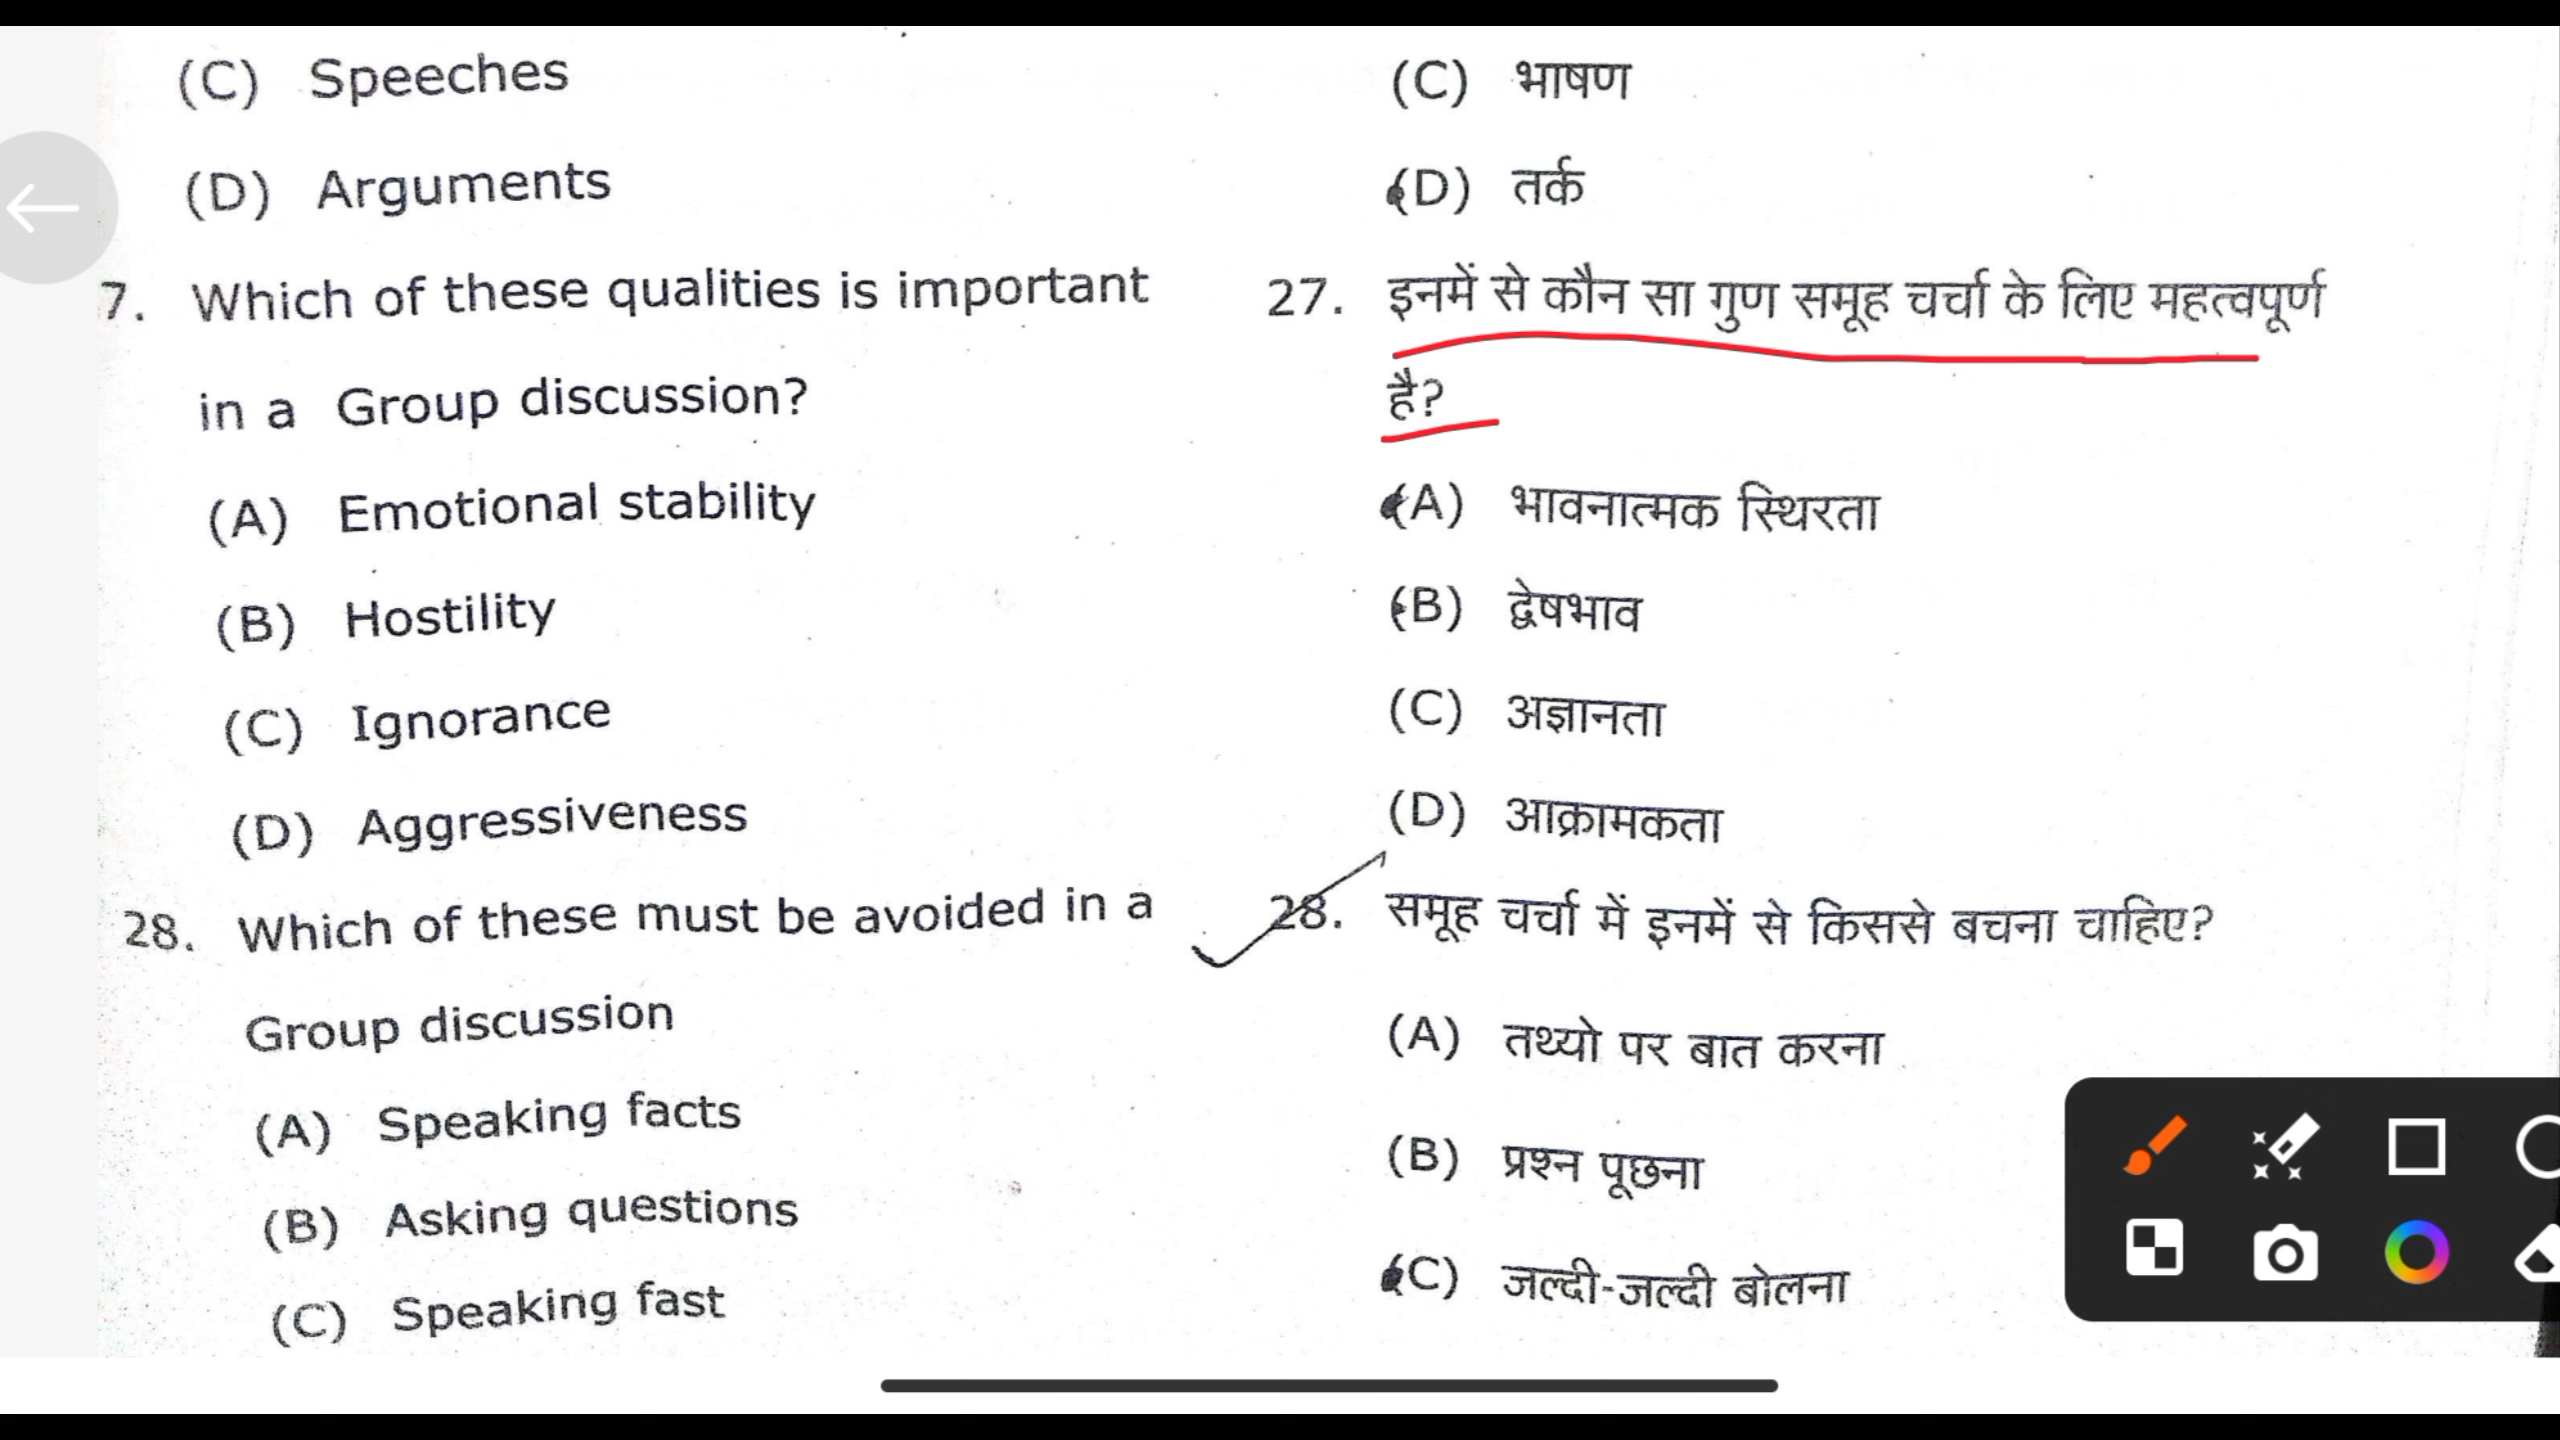 (C) Speeches
(D) Arguments
7. Which of these qualities is important
in a Group discussion?
(A) Emotional stability
(B) Hostility
(C) Ignorance
(D) Aggressiveness
28. Which of these must be avoided in a
Group discussion
(A) Speaking facts
(B) Asking questions
(C) Speaking fast
(C) भाषण
(D) तर्क
27. इनमें से कौन सा गुण समूह चर्चा के लिए महत्वपूर्ण
है?
(A) भावनात्मक स्थिरता
(B) द्वेषभाव
(C) अज्ञानता
(D) आक्रामकता
28. समूह चर्चा में इनमें से किससे बचना चाहिए?
(A) तथ्यो पर बात करना
(B) प्रश्न पूछना
(C) जल्दी-जल्दी बोलना